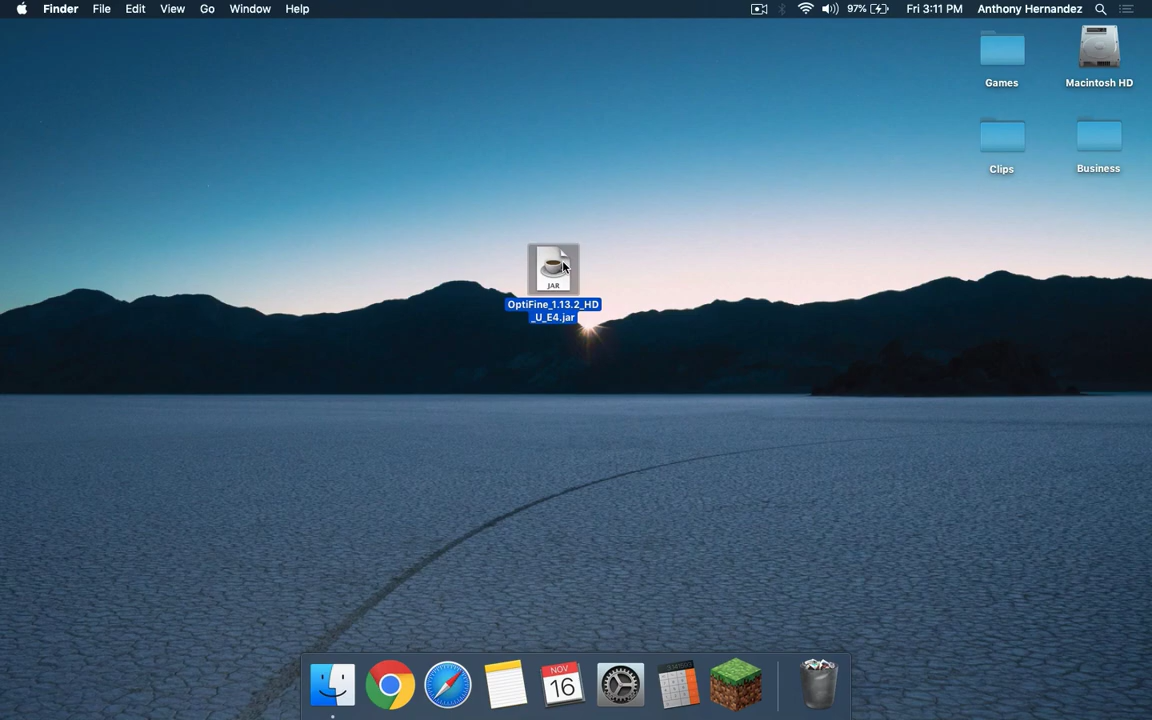 Finder File Edit View Go Window Help 97% Fri 3:11 PM Anthony Hernandez
Games
Macintosh HD
Clips
Business
JAR
OptiFine_1.13.2_HD
_U_E4.jar
NOV
16